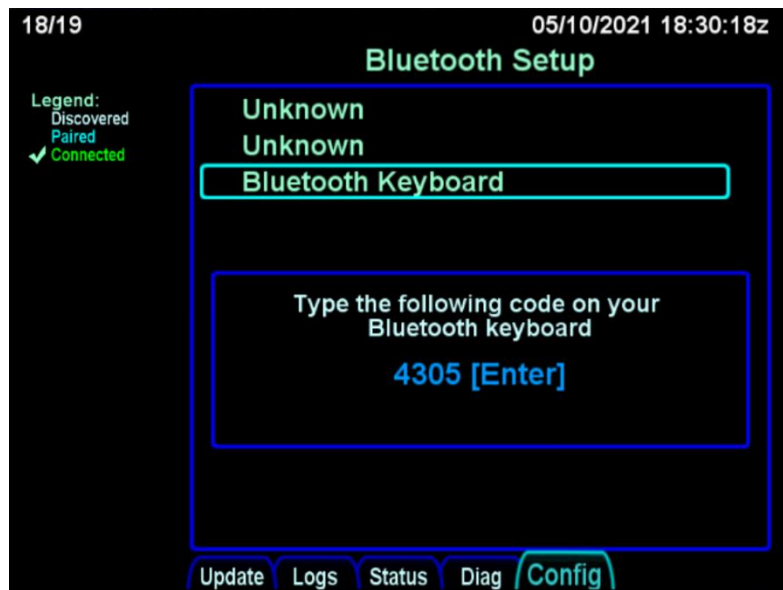 18/19
05/10/2021 18:30:18z
Bluetooth Setup
Legend:
Discovered
Paired
Connected
Unknown
Unknown
Bluetooth Keyboard
Type the following code on your
Bluetooth keyboard
4305 [Enter]
Update Logs Status Diag Config